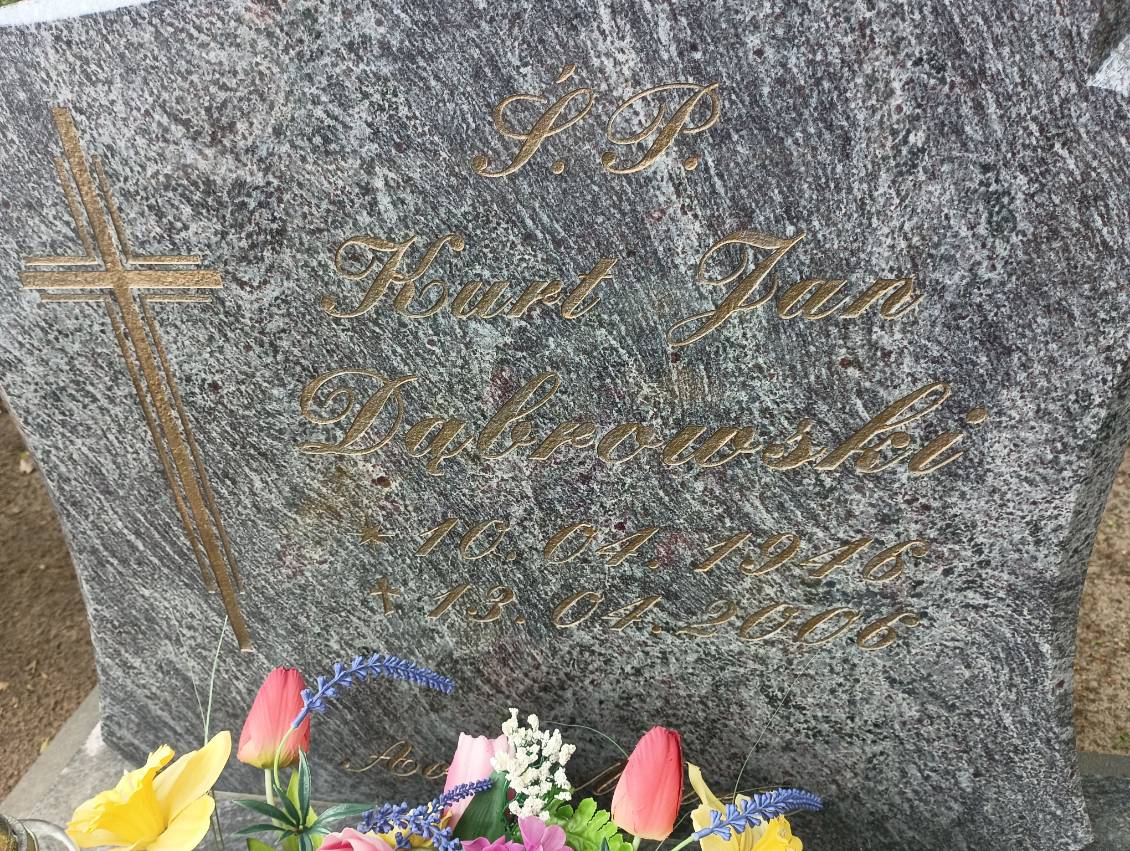 Ś.P.
Kurt Jan
Dąbrowski
* 10.04.1946
+ 13.04.2006